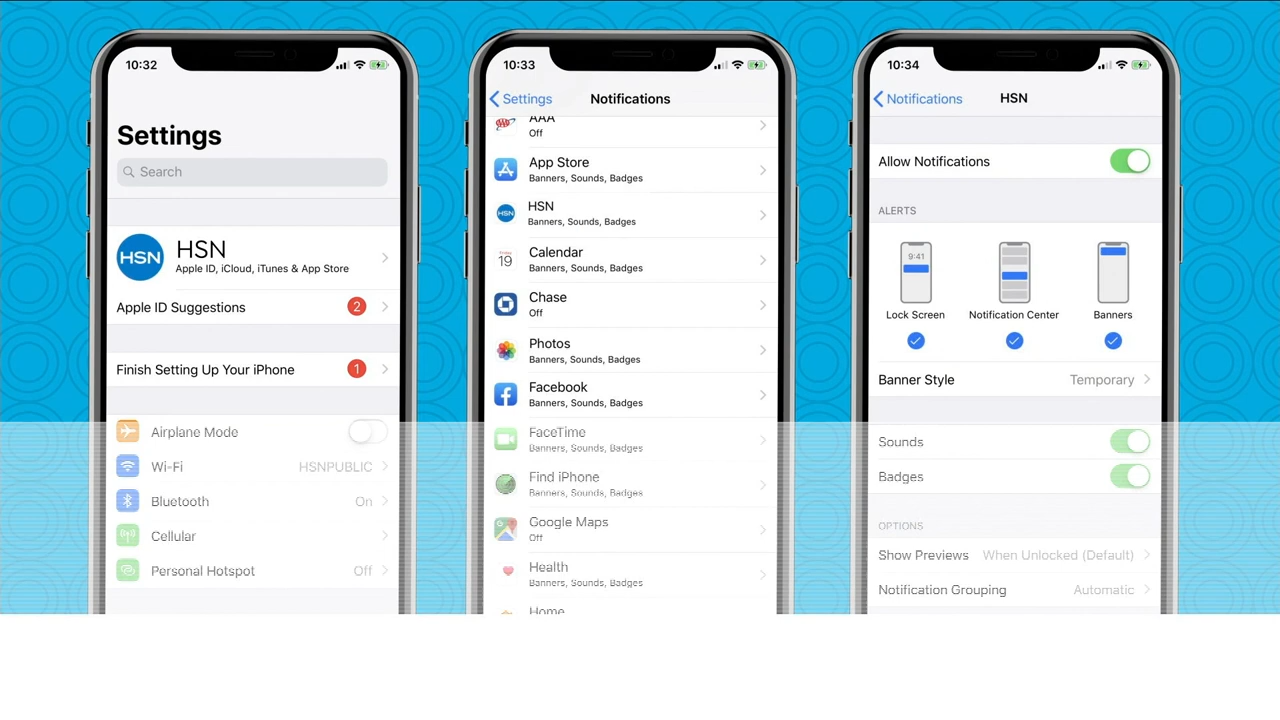 10:32
Settings
Search
HSN
HSN
Apple ID, iCloud, iTunes & App Store
Apple ID Suggestions
2
Finish Setting Up Your iPhone
1
Airplane Mode
Wi-Fi
HSNPUBLIC
Bluetooth
On
Cellular
Personal Hotspot
Off
10:33
Settings
Notifications
AAA
Off
App Store
Banners, Sounds, Badges
HSN
HSN
Banners, Sounds, Badges
19
Calendar
Banners, Sounds, Badges
Chase
Off
Photos
Banners, Sounds, Badges
Facebook
Banners, Sounds, Badges
FaceTime
Banners, Sounds, Badges
Find iPhone
Banners, Sounds, Badges
Google Maps
Off
Health
Banners, Sounds, Badges
Home
10:34
Notifications
HSN
Allow Notifications
ALERTS
9:41
Lock Screen
Notification Center
Banners
Banner Style
Temporary
Sounds
Badges
OPTIONS
Show Previews
When Unlocked (Default)
Notification Grouping
Automatic